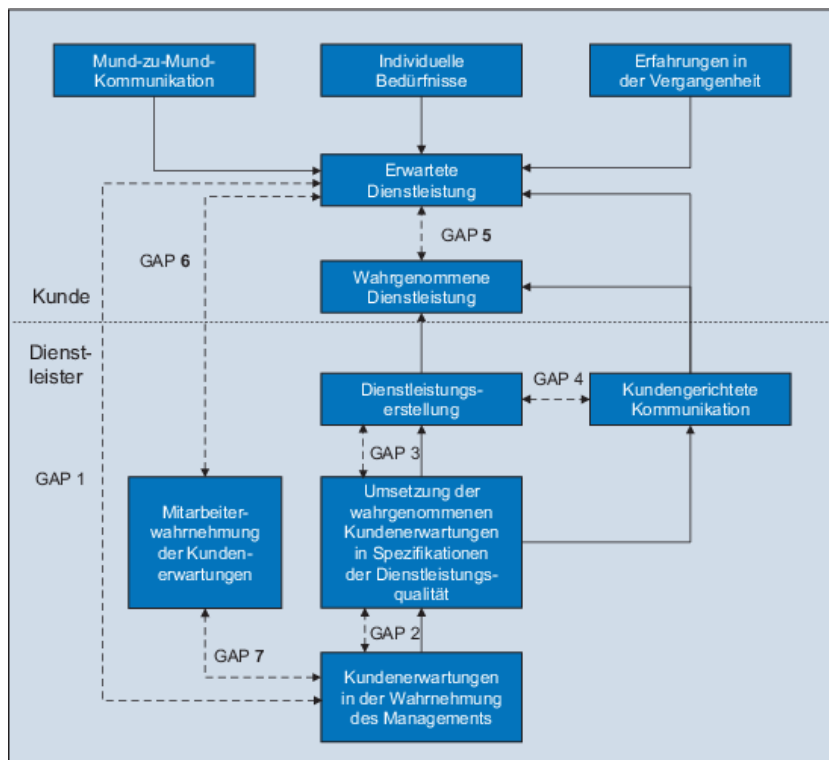 Mund-zu-Mund-
Kommunikation
Individuelle
Bedürfnisse
Erfahrungen in
der Vergangenheit
Erwartete
Dienstleistung
GAP 5
GAP 6
Wahrgenommene
Dienstleistung
Kunde
Dienst-
leister
Dienstleistungs-
erstellung
GAP 4
Kundengerichtete
Kommunikation
GAP 3
GAP 1
Mitarbeiter-
wahrnehmung
der Kunden-
erwartungen
Umsetzung der
wahrgenommenen
Kundenerwartungen
in Spezifikationen
der Dienstleistungs-
qualität
GAP 2
GAP 7
Kundenerwartungen
in der Wahrnehmung
des Managements